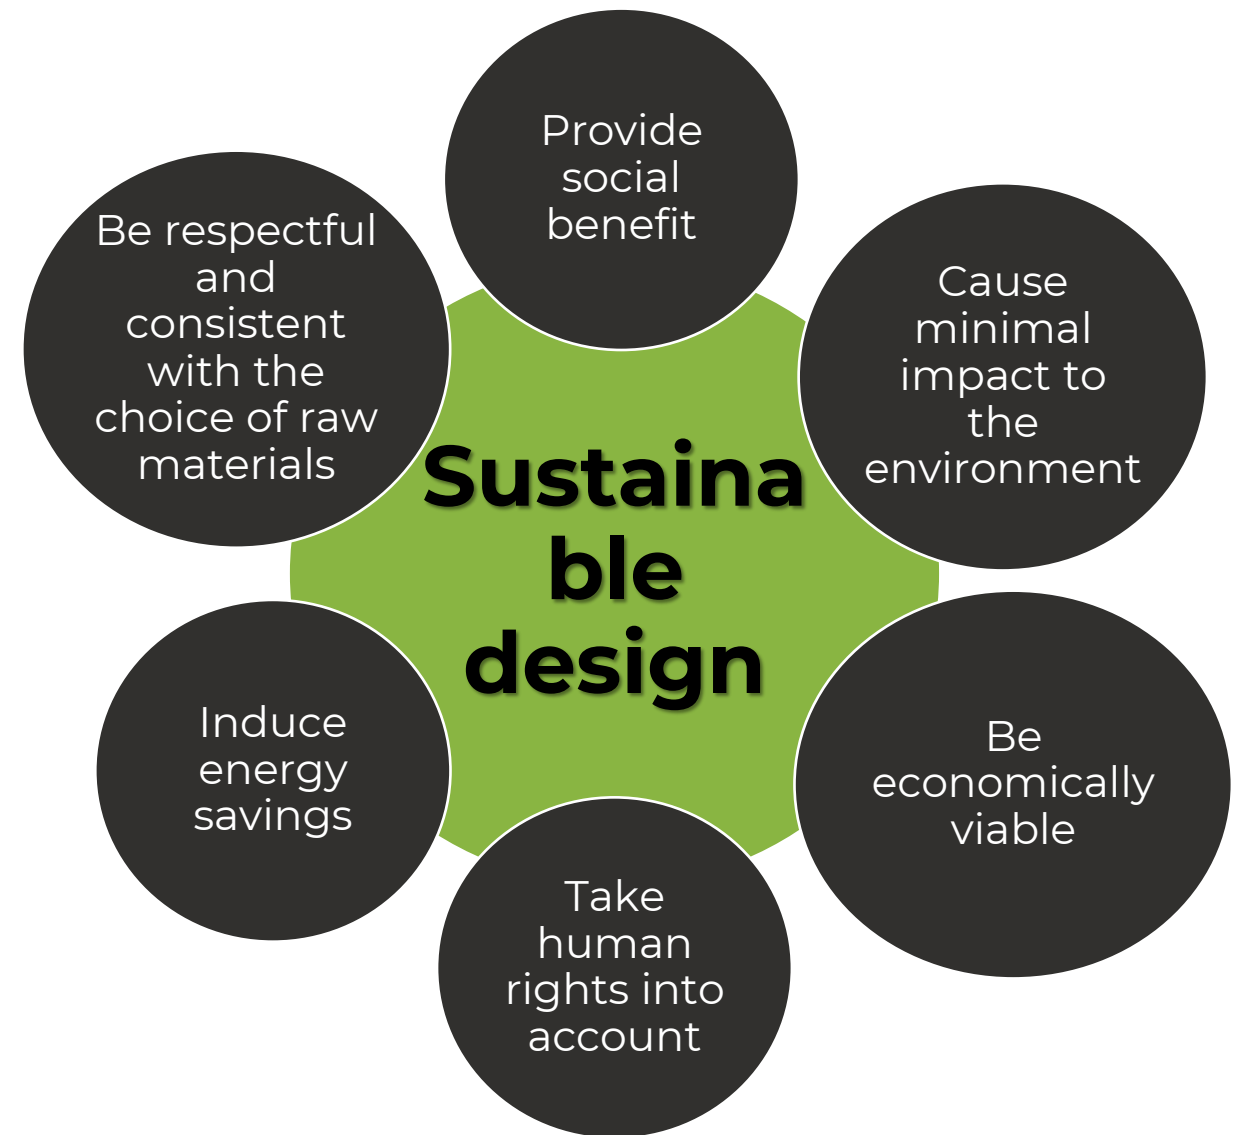 Provide
social
benefit
Cause
minimal
impact to
the
environment
Be
economically
viable
Take
human
rights into
account
Induce
energy
savings
Be respectful
and
consistent
with the
choice of raw
materials
Sustaina
ble
design